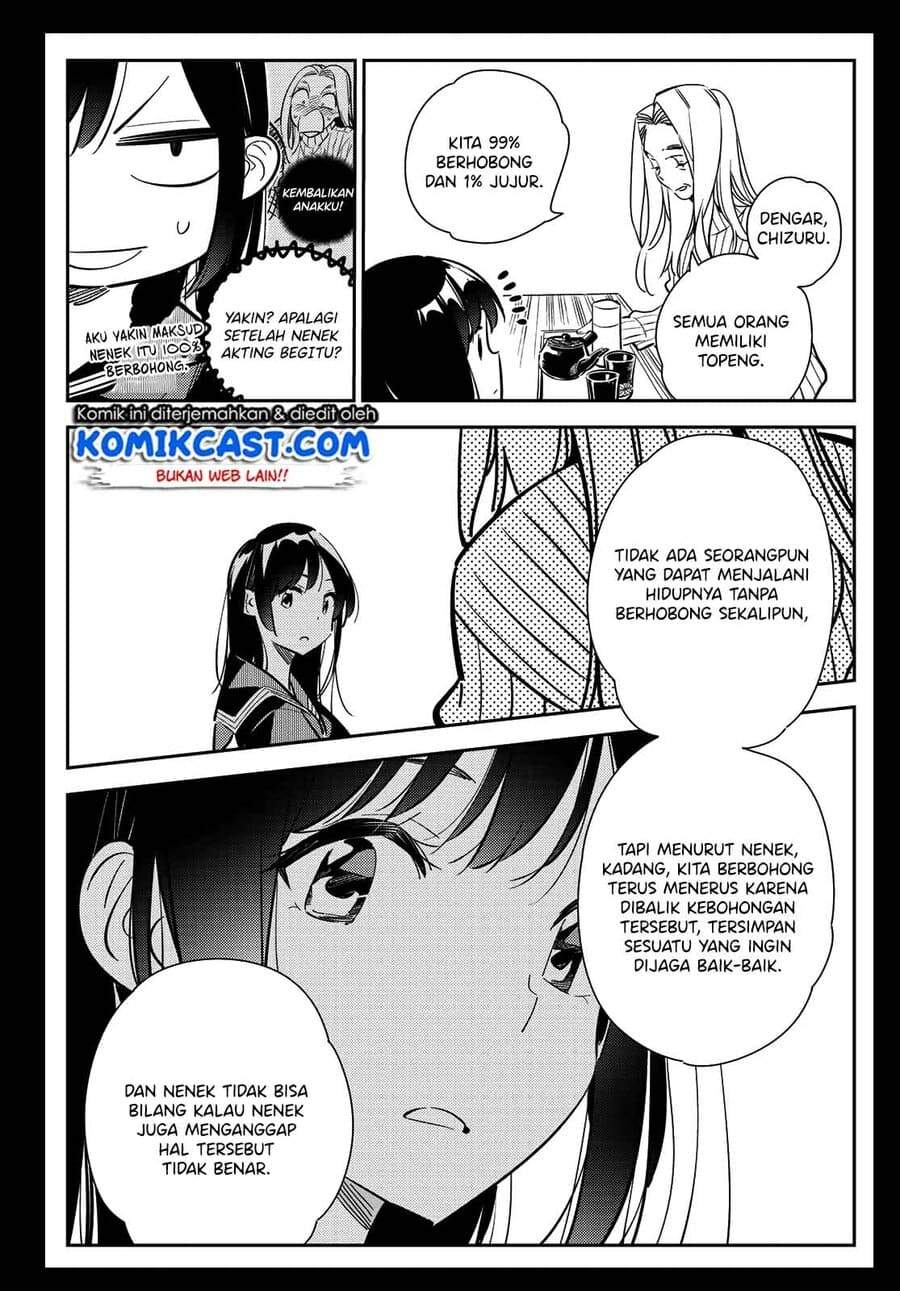 DENGAR,
CHIZURU.
SEMUA ORANG
MEMILIKI
TOPENG.
KITA 99%
BERHOBONG
DAN 1% JUJUR.
KEMBALIKAN
ANAKKU!
YAKIN? APALAGI
SETELAH NENEK
AKTING BEGITU?
AKU YAKIN MAKSUD
NENEK ITU 100%
BERBOHONG.
Komik ini diterjemahkan & diedit oleh
KOMIKCAST.COM
BUKAN WEB LAIN!!
TIDAK ADA SEORANGPUN
YANG DAPAT MENJALANI
HIDUPNYA TANPA
BERHOBONG SEKALIPUN,
TAPI MENURUT NENEK,
KADANG, KITA BERBOHONG
TERUS MENERUS KARENA
DIBALIK KEBOHONGAN
TERSEBUT, TERSIMPAN
SESUATU YANG INGIN
DIJAGA BAIK-BAIK.
DAN NENEK TIDAK BISA
BILANG KALAU NENEK
JUGA MENGANGGAP
HAL TERSEBUT
TIDAK BENAR.